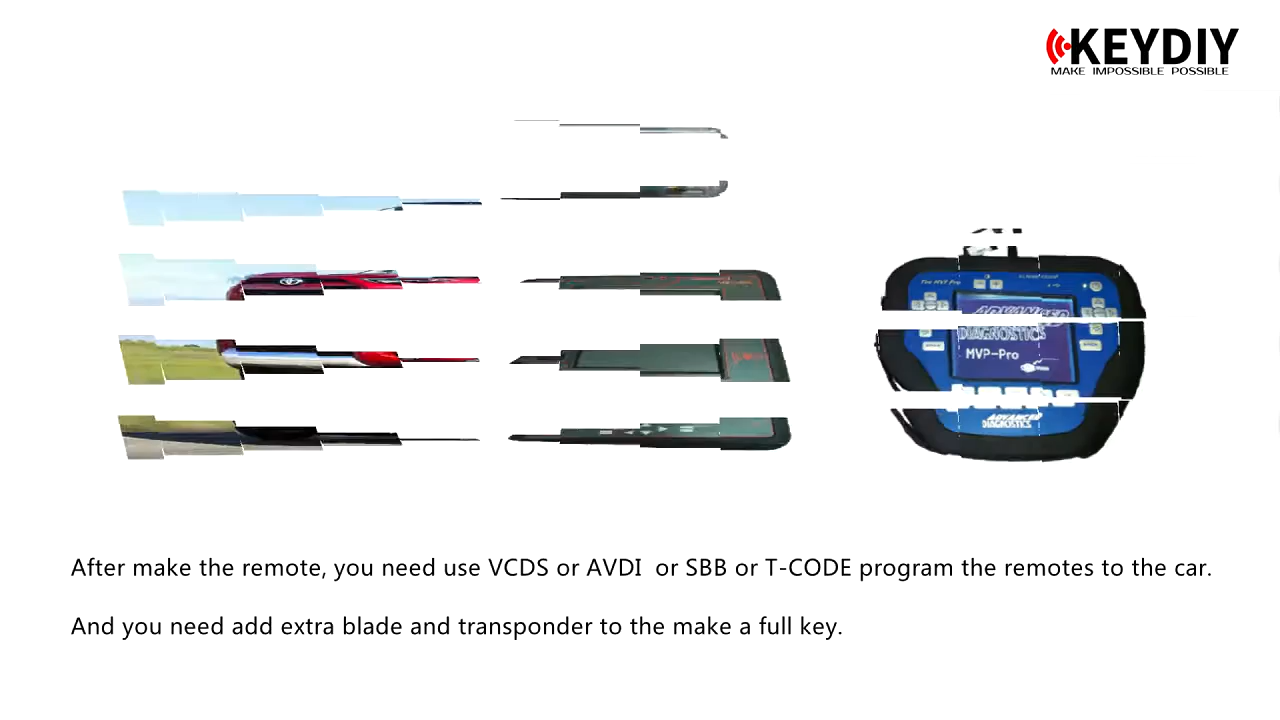 KEYDIY
MAKE IMPOSSIBLE POSSIBLE
ADVANCED
DIAGNOSTICS
MVP-Pro
ADVANCED
DIAGNOSTICS
After make the remote, you need use VCDS or AVDI or SBB or T-CODE program the remotes to the car.
And you need add extra blade and transponder to the make a full key.